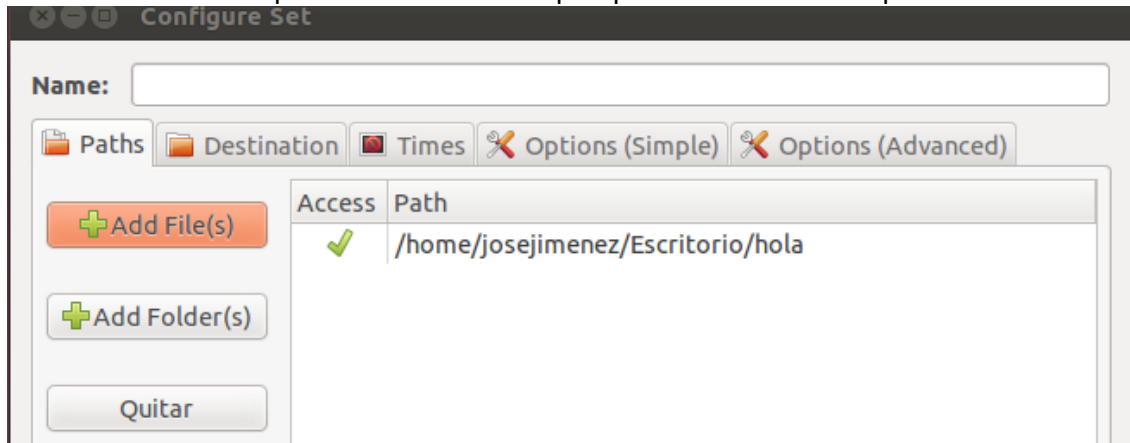 Configure Set
Name:
Paths Destination Times Options (Simple) Options (Advanced)
Add File(s)
Access Path
/home/josejimenez/Escritorio/hola
Add Folder(s)
Quitar